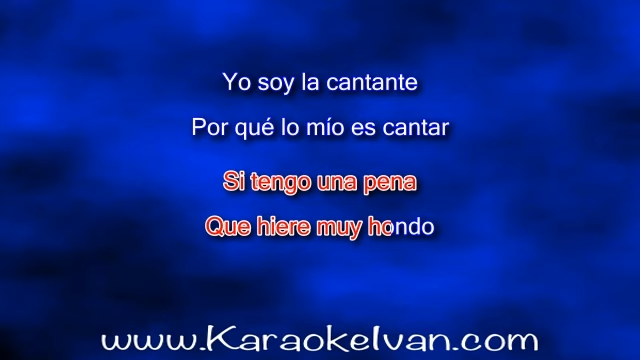 Yo soy la cantante
Por qué lo mío es cantar
Si tengo una pena
Que hiere muy hondo
www.KaraokeIvan.com